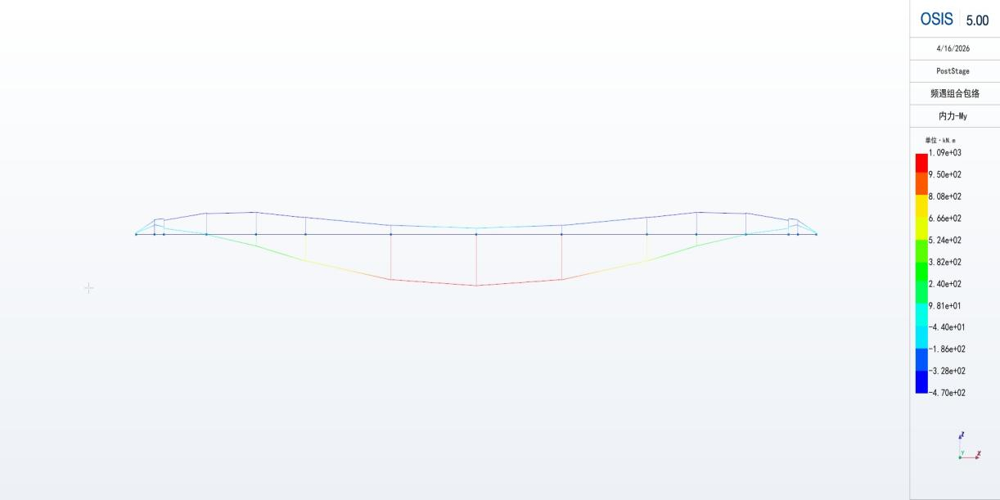 OSIS 5.00
4/16/2026
PostStage
频遇组合包络
内力-My
单位·kN.m
1.09e+03
9.50e+02
8.08e+02
6.66e+02
5.24e+02
3.82e+02
2.40e+02
9.81e+01
-4.40e+01
-1.86e+02
-3.28e+02
-4.70e+02
Z
Y X